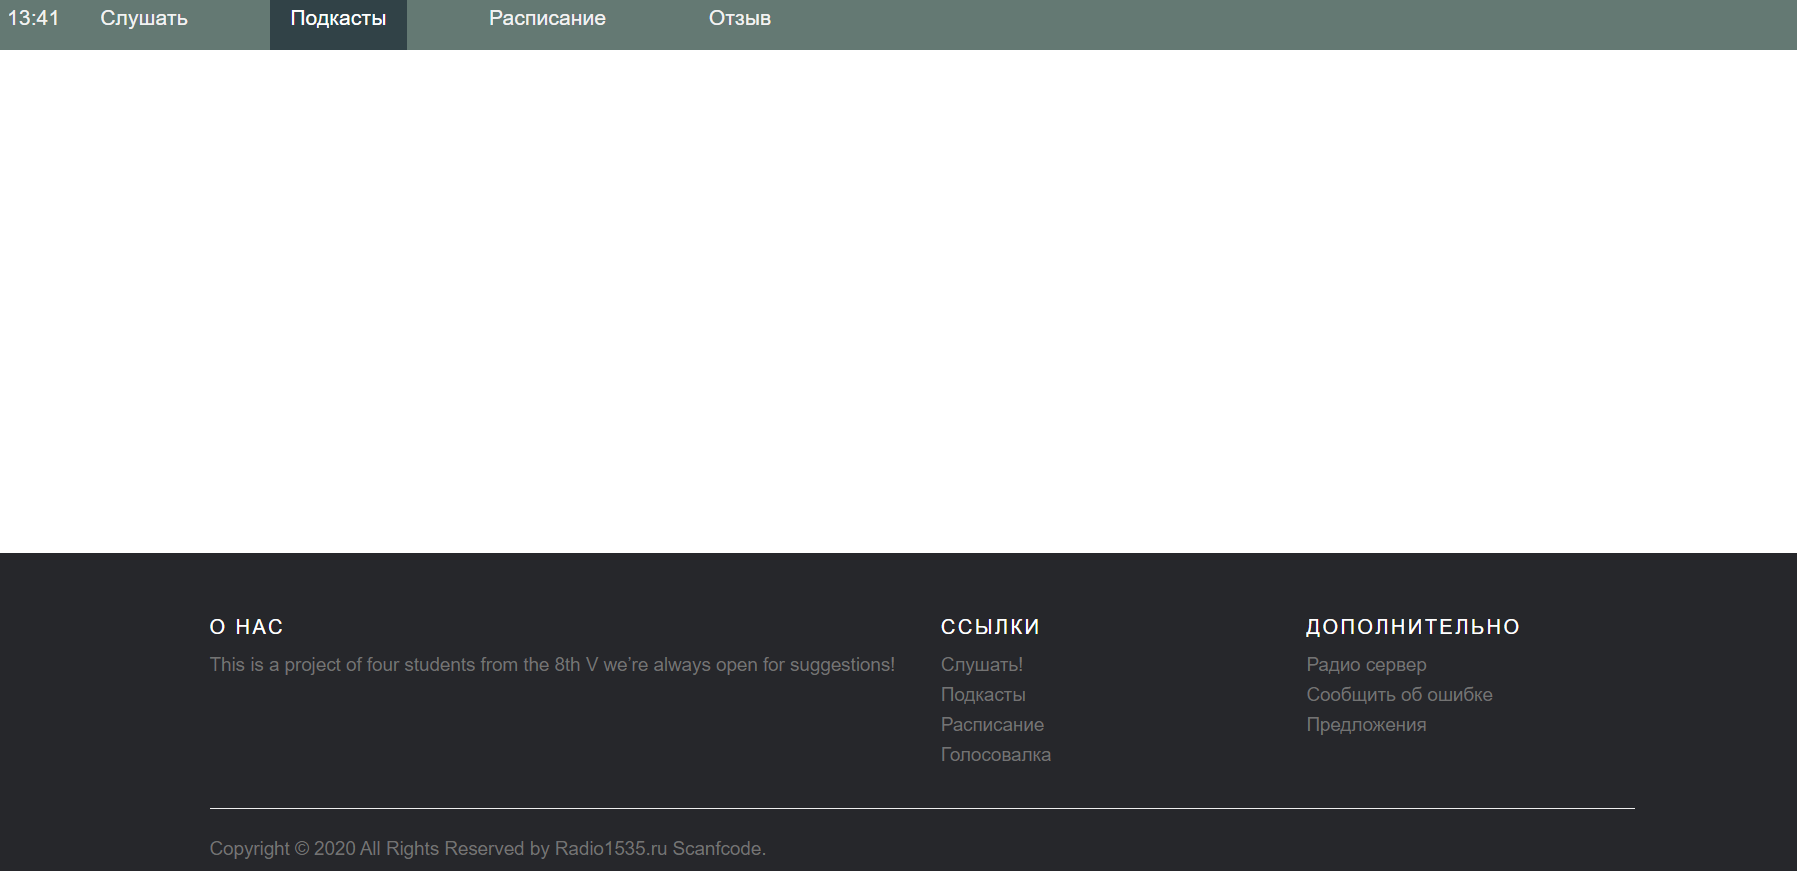 13:41 Слушать Подкасты Расписание Отзыв
О НАС
This is a project of four students from the 8th V we’re always open for suggestions!
ССЫЛКИ
Слушать!
Подкасты
Расписание
Голосовалка
ДОПОЛНИТЕЛЬНО
Радио сервер
Сообщить об ошибке
Предложения
Copyright © 2020 All Rights Reserved by Radio1535.ru Scanfcode.